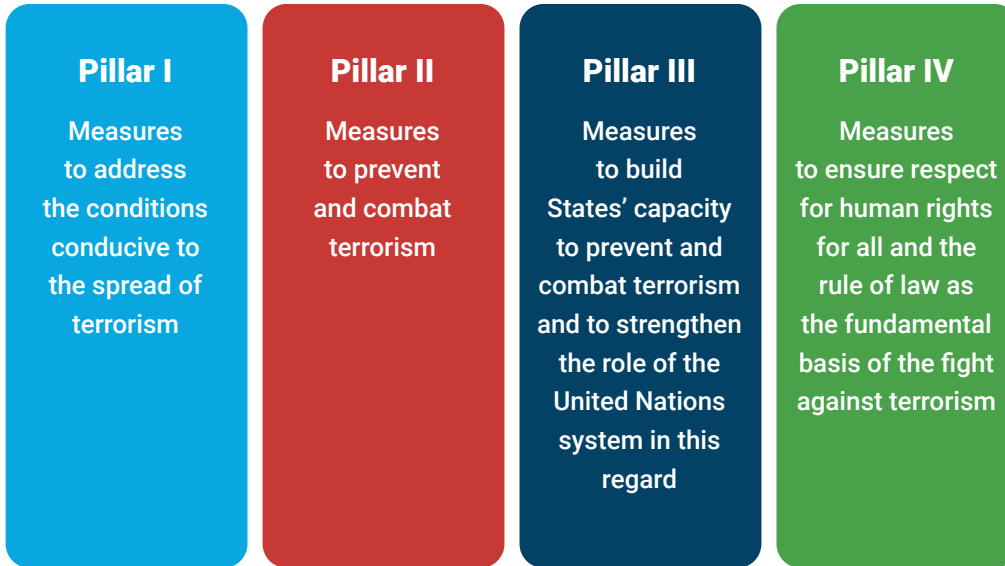 Pillar I
Measures
to address
the conditions
conducive to
the spread of
terrorism
Pillar II
Measures
to prevent
and combat
terrorism
Pillar III
Measures
to build
States’ capacity
to prevent and
combat terrorism
and to strengthen
the role of the
United Nations
system in this
regard
Pillar IV
Measures
to ensure respect
for human rights
for all and the
rule of law as
the fundamental
basis of the fight
against terrorism